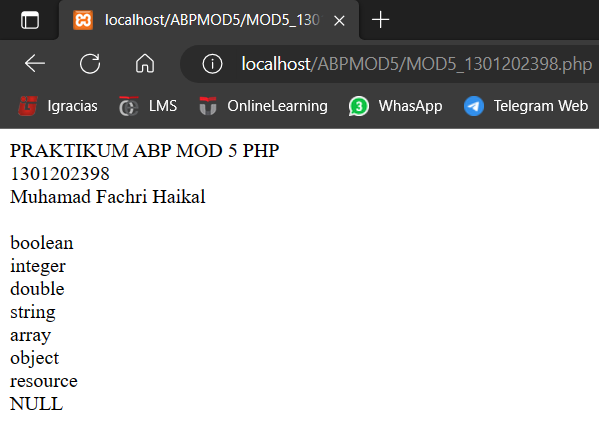 localhost/ABPMOD5/MOD5_130
localhost/ABPMOD5/MOD5_1301202398.php
Igracias LMS OnlineLearning 3 WhasApp Telegram Web
PRAKTIKUM ABP MOD 5 PHP
1301202398
Muhamad Fachri Haikal
boolean
integer
double
string
array
object
resource
NULL